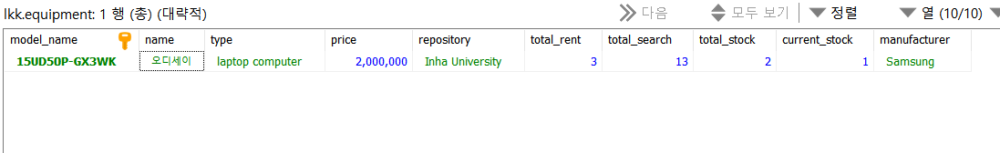 lkk.equipment: 1 행 (종) (대략적) 다음 모두 보기 정렬 열 (10/10)
model_name name type price repository total_rent total_search total_stock current_stock manufacturer
15UD50P-GX3WK 오디세이 laptop computer 2,000,000 Inha University 3 13 2 1 Samsung